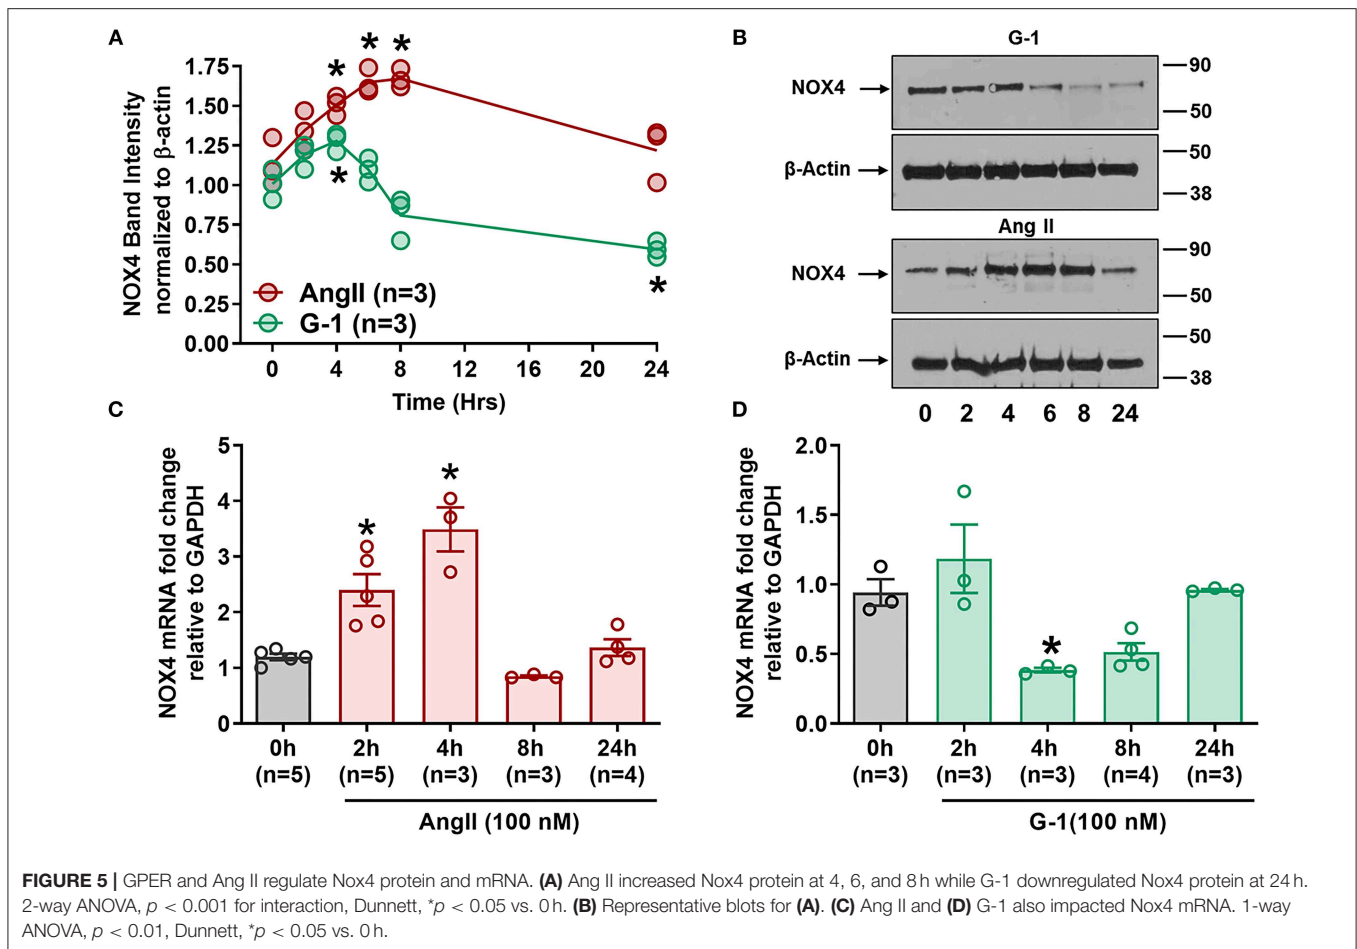 A
NOX4 Band Intensity
normalized to β-actin
1.75
1.50
1.25
1.00
0.75
0.50
0.25
0.00
* * *
*
*
AngII (n=3)
G-1 (n=3)
0 4 8 12 16 20 24
Time (Hrs)
B
G-1
NOX4
90
50
β-Actin
50
38
Ang II
NOX4
90
50
β-Actin
50
38
0 2 4 6 8 24
C
NOX4 mRNA fold change
relative to GAPDH
5
4
3
2
1
0
* *
0h 2h 4h 8h 24h
(n=5) (n=5) (n=3) (n=3) (n=4)
AngII (100 nM)
D
NOX4 mRNA fold change
relative to GAPDH
2.0
1.5
1.0
0.5
0.0
*
0h 2h 4h 8h 24h
(n=3) (n=3) (n=3) (n=4) (n=3)
G-1(100 nM)
FIGURE 5 | GPER and Ang II regulate Nox4 protein and mRNA. (A) Ang II increased Nox4 protein at 4, 6, and 8 h while G-1 downregulated Nox4 protein at 24 h.
2-way ANOVA, p < 0.001 for interaction, Dunnett, *p < 0.05 vs. 0 h. (B) Representative blots for (A). (C) Ang II and (D) G-1 also impacted Nox4 mRNA. 1-way
ANOVA, p < 0.01, Dunnett, *p < 0.05 vs. 0 h.